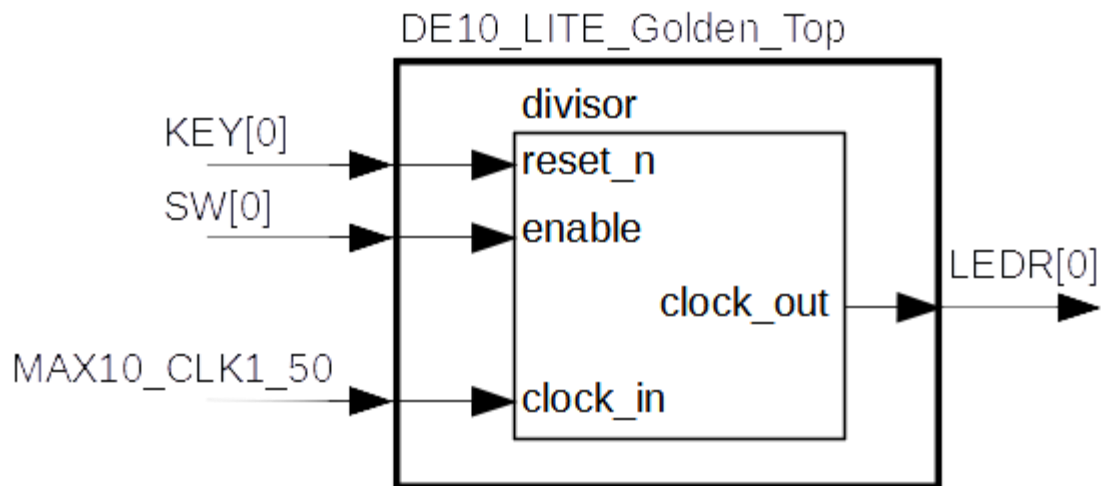 DE10_LITE_Golden_Top
divisor
KEY[0]
reset_n
SW[0]
enable
LEDR[0]
clock_out
MAX10_CLK1_50
clock_in